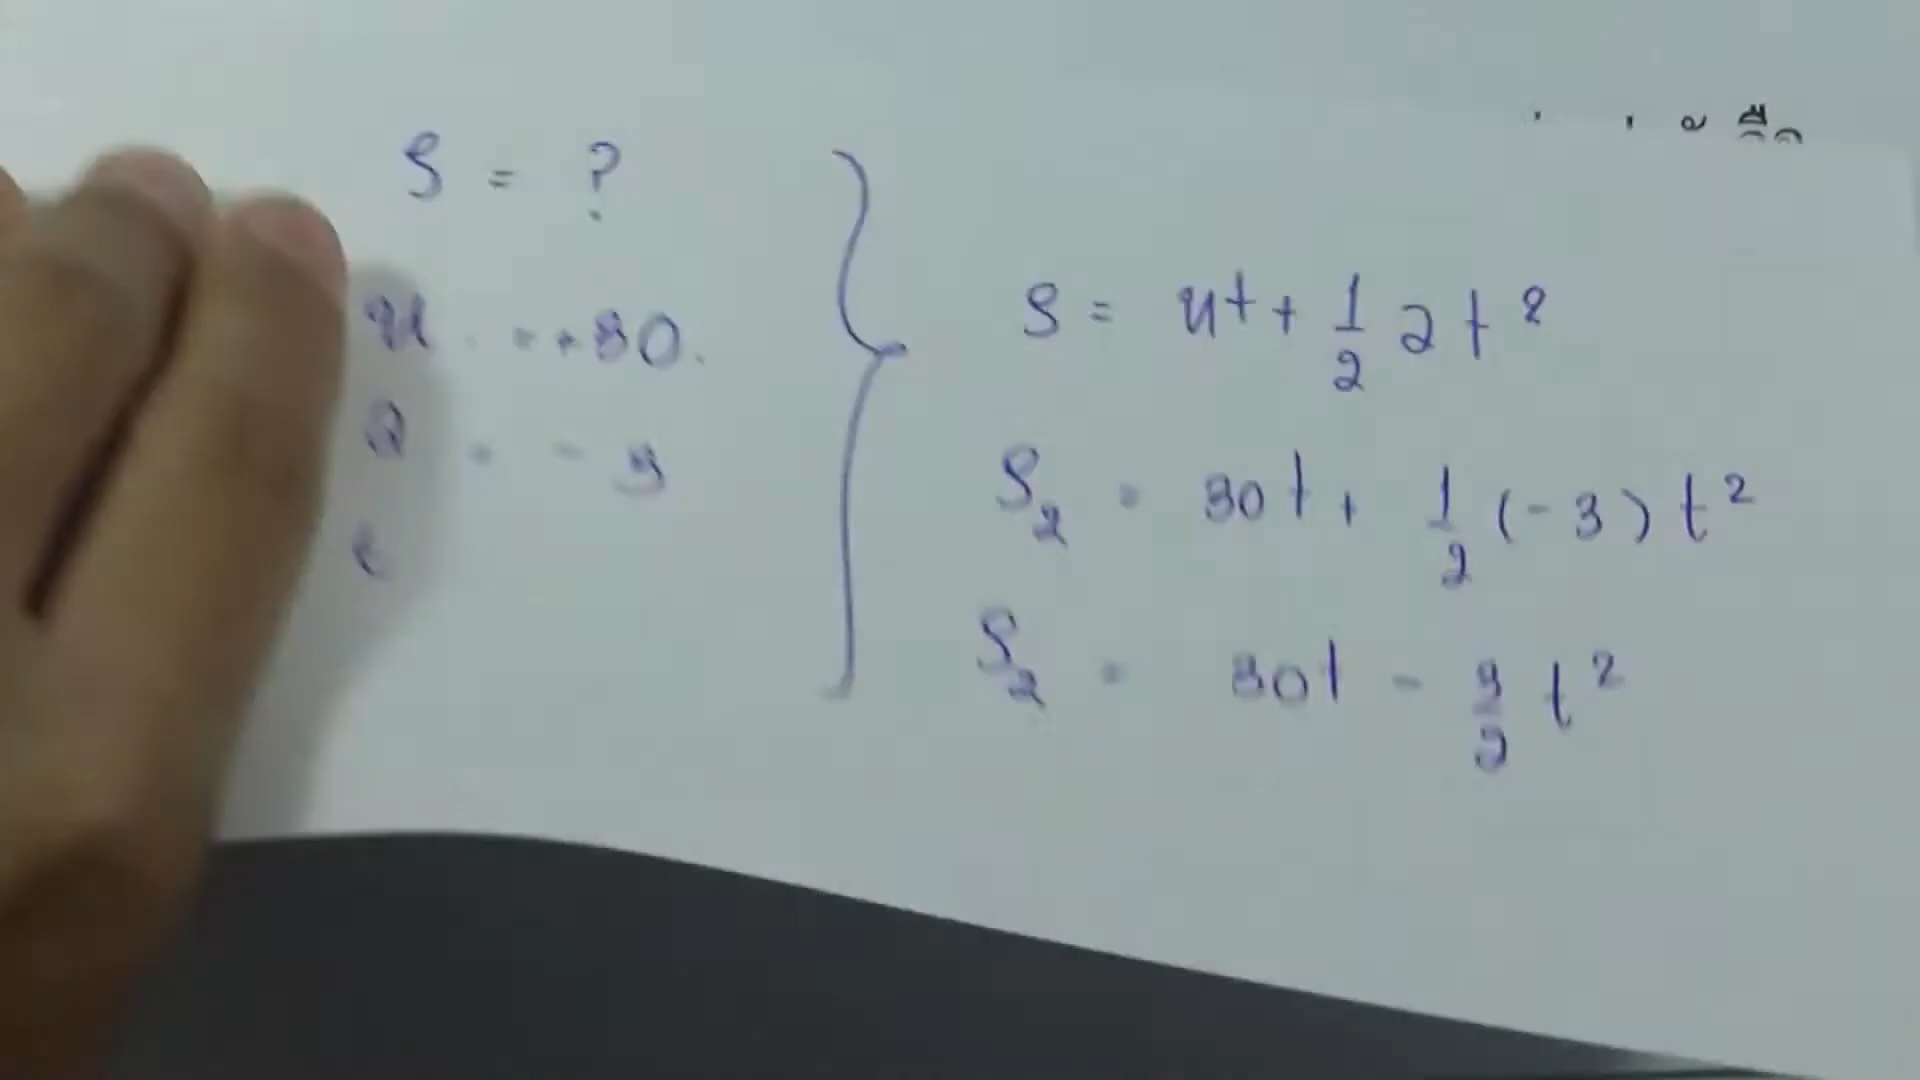 S = ?
u = +30
a = -3
t
S = ut + 1/2 at²
S₂ = 30t + 1/2 (-3) t²
S₂ = 30t - 3/2 t²